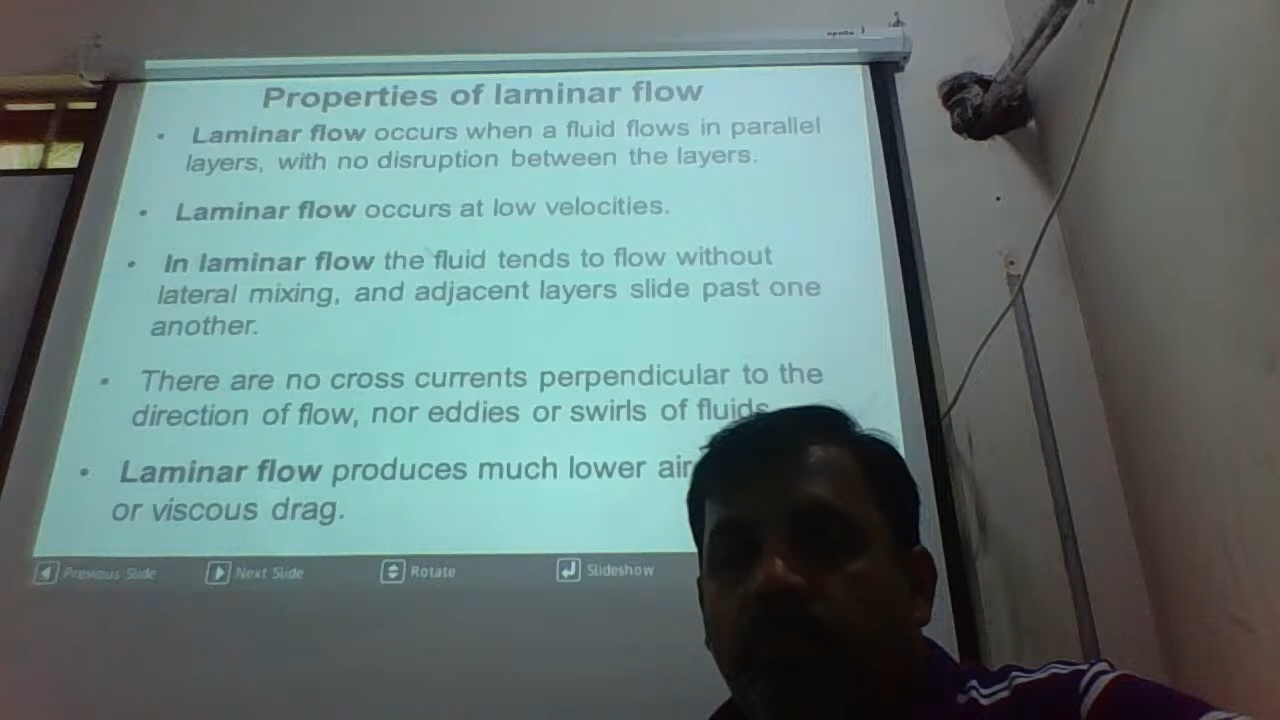 apollo
Properties of laminar flow
• Laminar flow occurs when a fluid flows in parallel
layers, with no disruption between the layers.
• Laminar flow occurs at low velocities.
• In laminar flow the fluid tends to flow without
lateral mixing, and adjacent layers slide past one
another.
• There are no cross currents perpendicular to the
direction of flow, nor eddies or swirls of fluids
• Laminar flow produces much lower air
or viscous drag.
Previous Slide Next Slide Rotate Slideshow